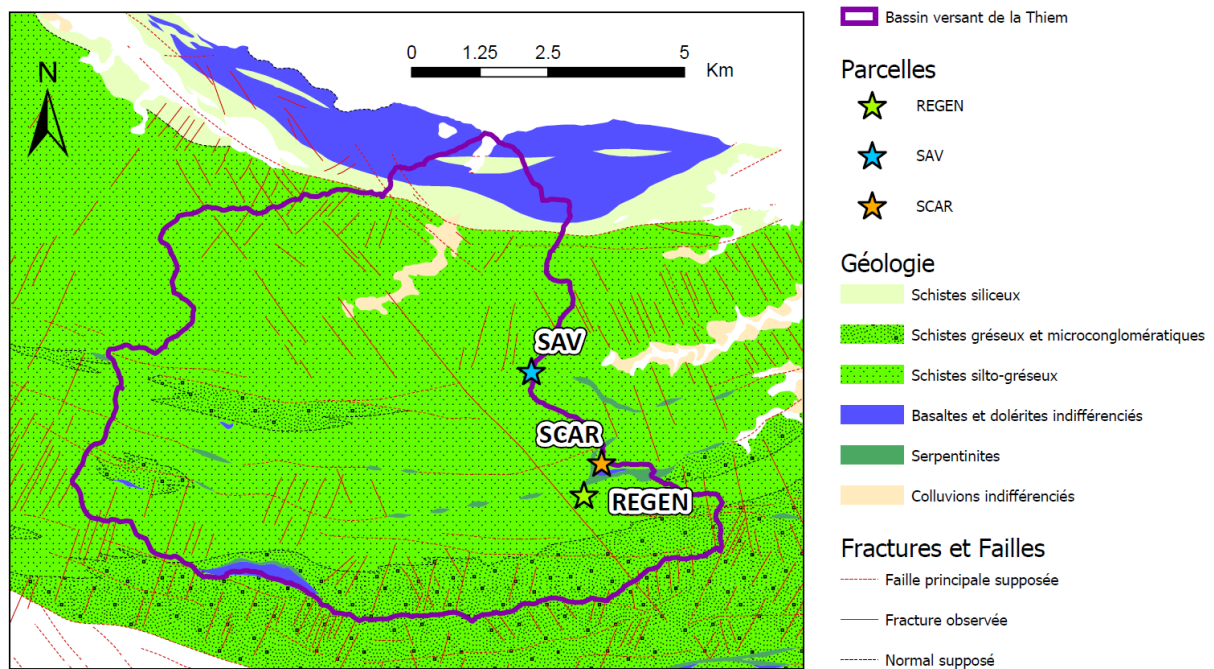 N
0 1.25 2.5 5
Km
SAV
SCAR
REGEN
Bassin versant de la Thiem
Parcelles
REGEN
SAV
SCAR
Géologie
Schistes siliceux
Schistes gréseux et microconglomératiques
Schistes silto-gréseux
Basaltes et dolérites indifférenciés
Serpentinites
Colluvions indifférenciés
Fractures et Failles
Faille principale supposée
Fracture observée
Normal supposé